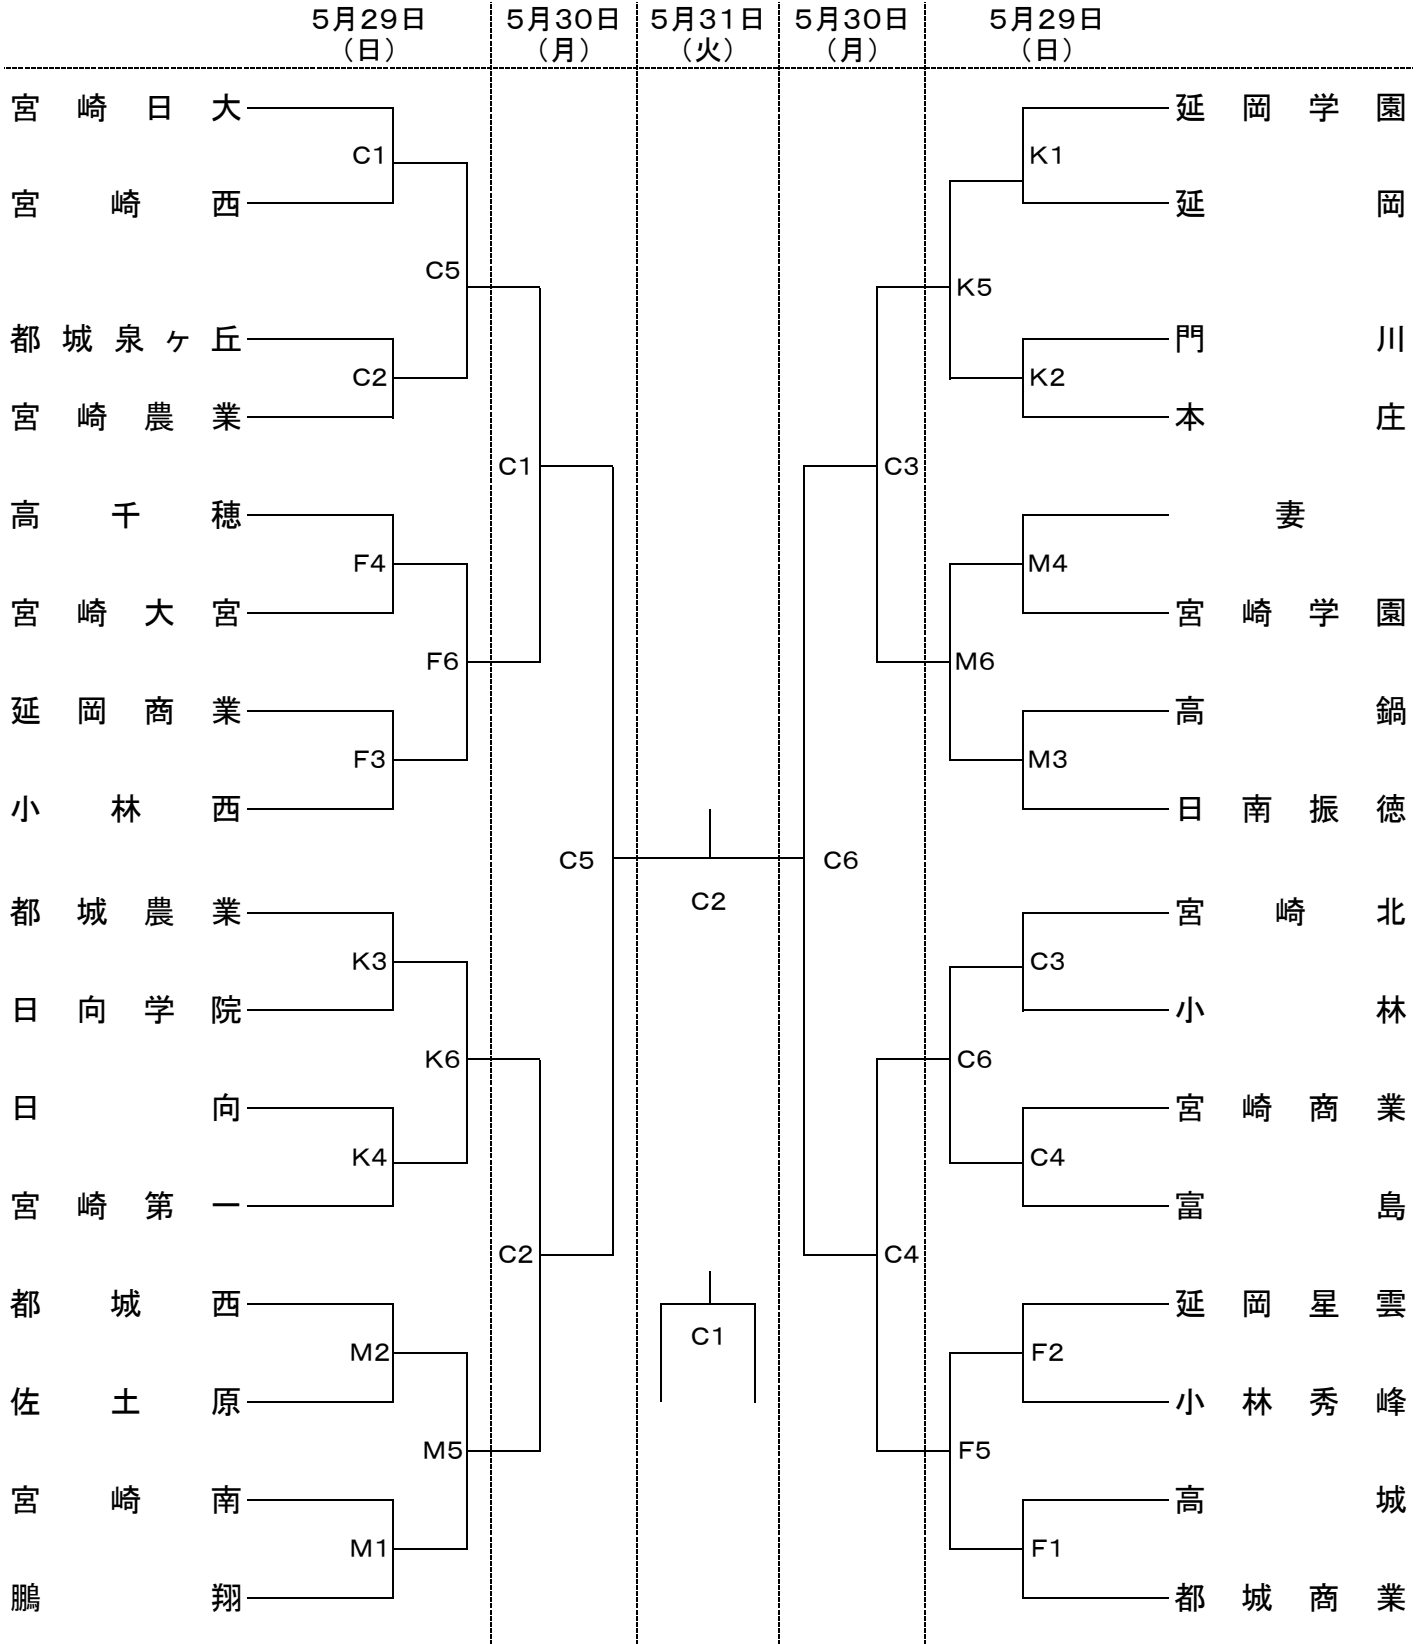 5月29日 5月30日 5月31日 5月30日 5月29日
（日） （月） （火） （月） （日）
宮崎日大 延岡学園
C1 K1
宮崎西 延岡
C5 K5
都城泉ヶ丘 門川
C2 K2
宮崎農業 本庄
C1 C3
高千穂 妻
F4 M4
宮崎大宮 宮崎学園
F6 M6
延岡商業 高鍋
F3 M3
小林西 日南振徳
C5 C6
C2
都城農業 宮崎北
K3 C3
日向学院 小林
K6 C6
日向 宮崎商業
K4 C4
宮崎第一 富島
C2 C4
都城西 延岡星雲
C1
M2 F2
佐土原 小林秀峰
M5 F5
宮崎南 高城
M1 F1
鵬翔 都城商業